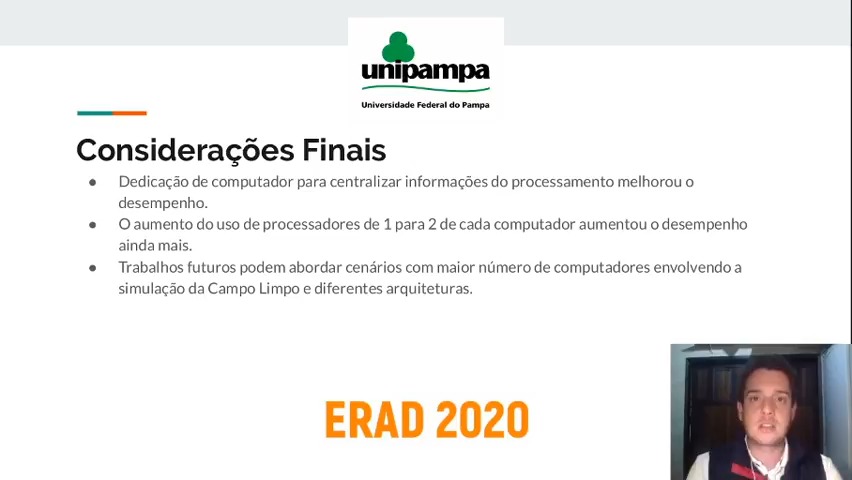 unipampa
Universidade Federal do Pampa
Considerações Finais
● Dedicação de computador para centralizar informações do processamento melhorou o
desempenho.
● O aumento do uso de processadores de 1 para 2 de cada computador aumentou o desempenho
ainda mais.
● Trabalhos futuros podem abordar cenários com maior número de computadores envolvendo a
simulação da Campo Limpo e diferentes arquiteturas.
ERAD 2020